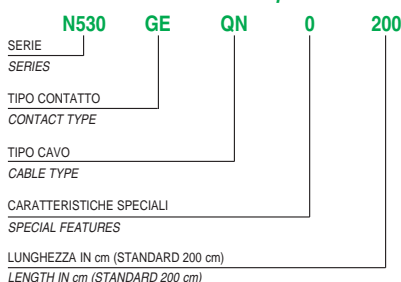 N530 GE QN 0 200
SERIE
SERIES
TIPO CONTATTO
CONTACT TYPE
TIPO CAVO
CABLE TYPE
CARATTERISTICHE SPECIALI
SPECIAL FEATURES
LUNGHEZZA IN cm (STANDARD 200 cm)
LENGTH IN cm (STANDARD 200 cm)